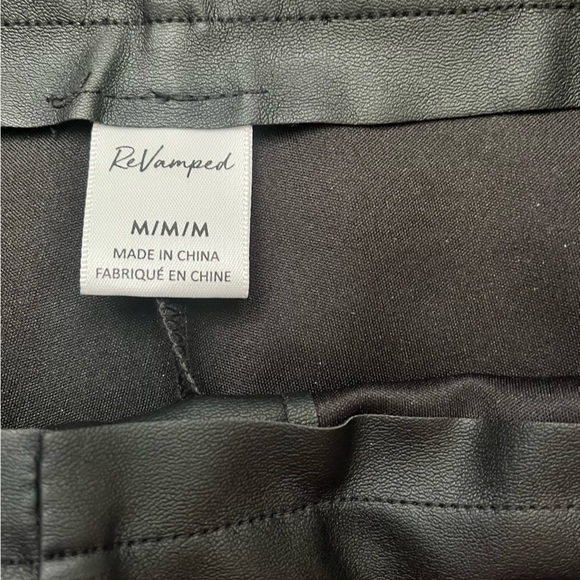 ReVamped
M/M/M
MADE IN CHINA
FABRIQUÉ EN CHINE